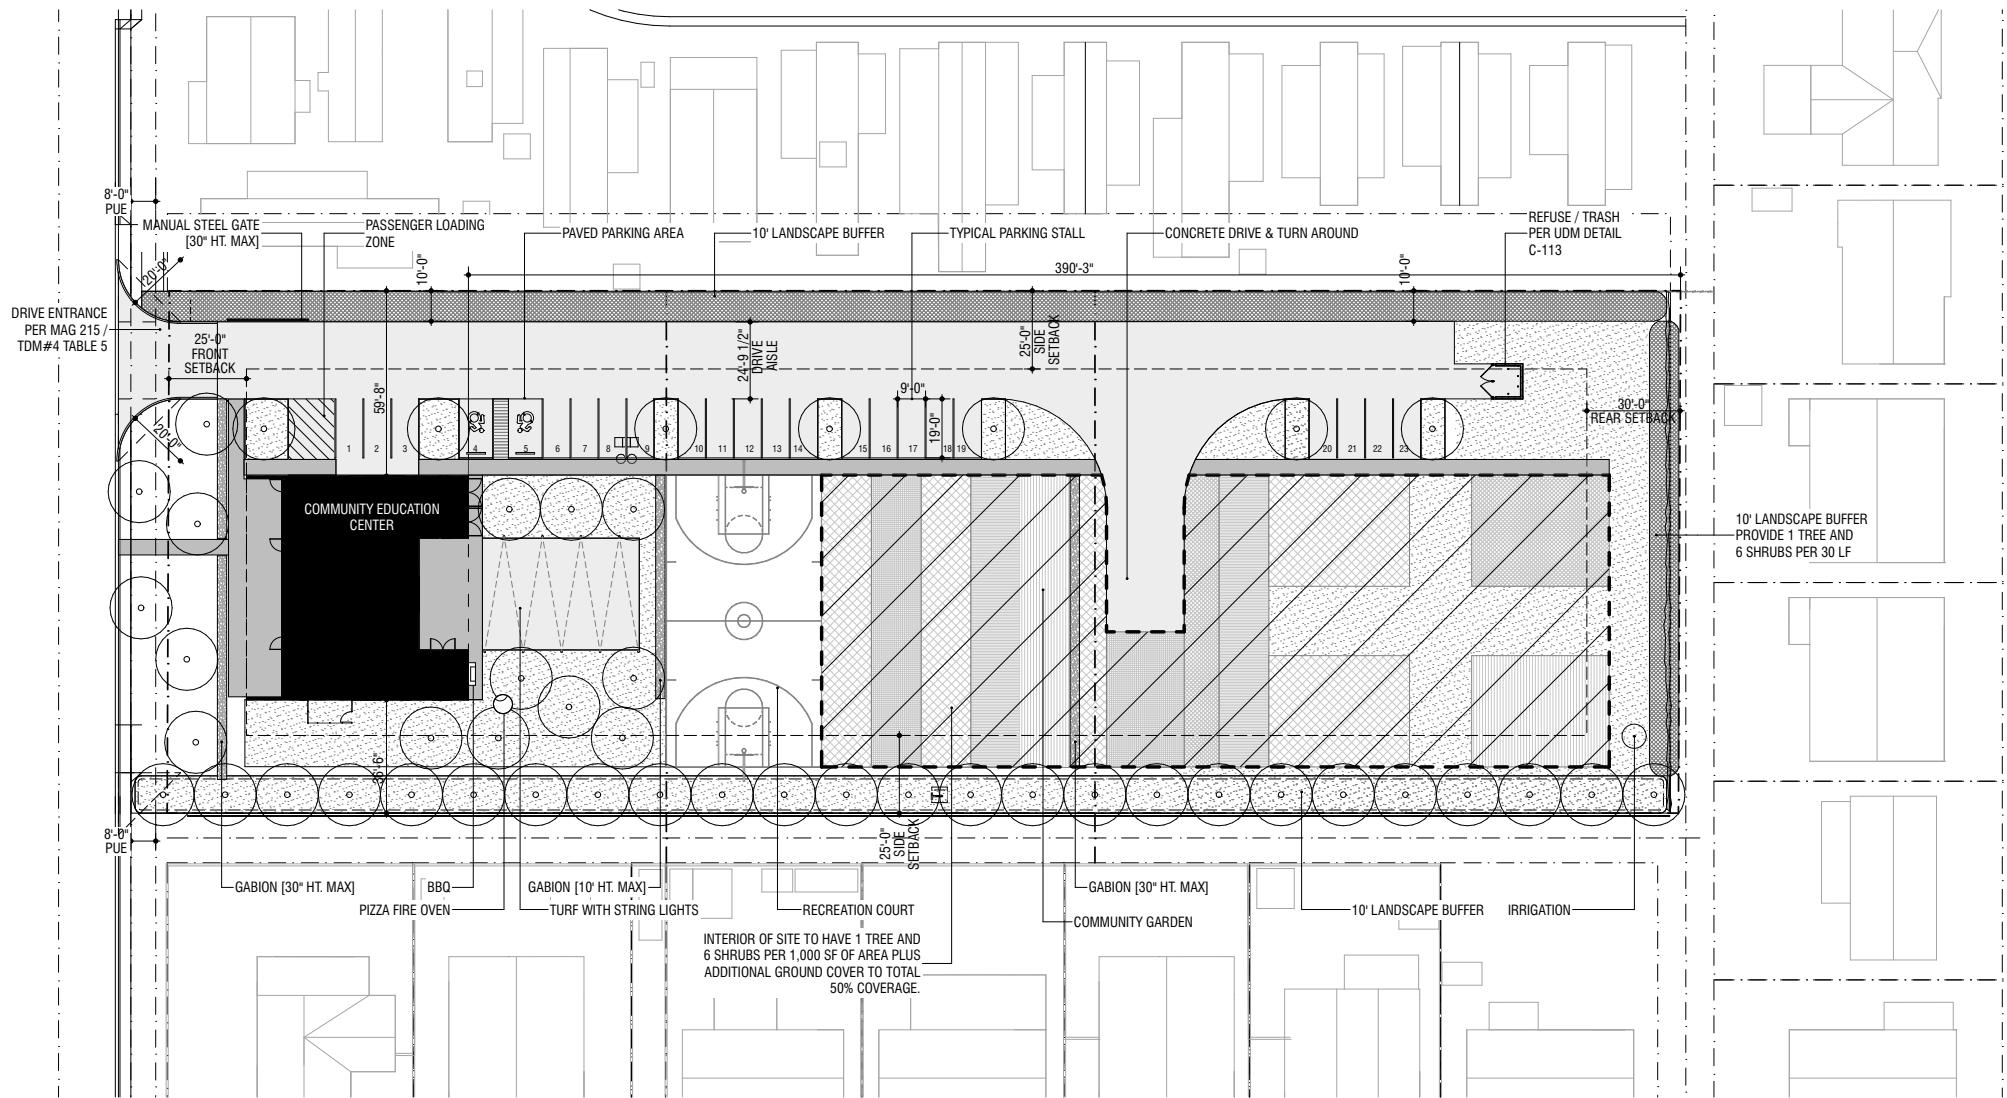 8'-0"
PUE
MANUAL STEEL GATE
[30" HT. MAX]
PASSENGER LOADING
ZONE
PAVED PARKING AREA
10' LANDSCAPE BUFFER
TYPICAL PARKING STALL
CONCRETE DRIVE & TURN AROUND
REFUSE / TRASH
PER UDM DETAIL
C-113
20'-0"
10'-0"
390'-3"
10'-0"
DRIVE ENTRANCE
PER MAG 215 /
TDM#4 TABLE 5
25'-0"
FRONT
SETBACK
59'-8"
24'-9 1/2"
DRIVE
AISLE
25'-0"
SIDE
SETBACK
9'-0"
19'-0"
30'-0"
REAR SETBACK
20'-0"
1 2 3 4 5 6 7 8 9 10 11 12 13 14 15 16 17 18 19 20 21 22 23
COMMUNITY EDUCATION
CENTER
10' LANDSCAPE BUFFER
PROVIDE 1 TREE AND
6 SHRUBS PER 30 LF
8'-0"
PUE
25'-0"
SIDE
SETBACK
GABION [30" HT. MAX]
BBQ
GABION [10' HT. MAX]
GABION [30" HT. MAX]
PIZZA FIRE OVEN
TURF WITH STRING LIGHTS
RECREATION COURT
COMMUNITY GARDEN
10' LANDSCAPE BUFFER
IRRIGATION
INTERIOR OF SITE TO HAVE 1 TREE AND
6 SHRUBS PER 1,000 SF OF AREA PLUS
ADDITIONAL GROUND COVER TO TOTAL
50% COVERAGE.